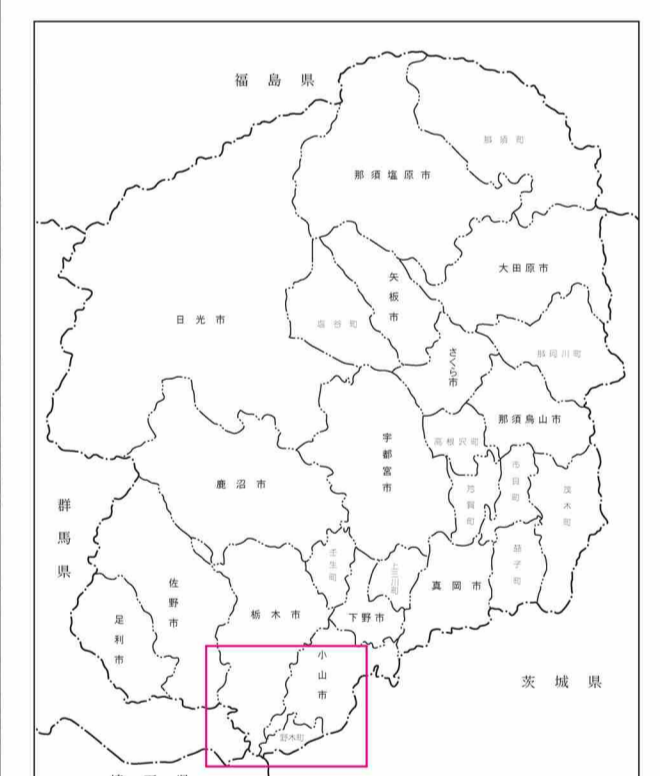 福島県
那須町
那須塩原市
大田原市
矢板市
日光市
塩谷町
さくら市
那珂川町
那須烏山市
高根沢町
宇都宮市
鹿沼市
市貝町
芳賀町
茂木町
群馬県
壬生町
上三川町
益子町
真岡市
佐野市
栃木市
下野市
足利市
小山市
茨城県
野木町